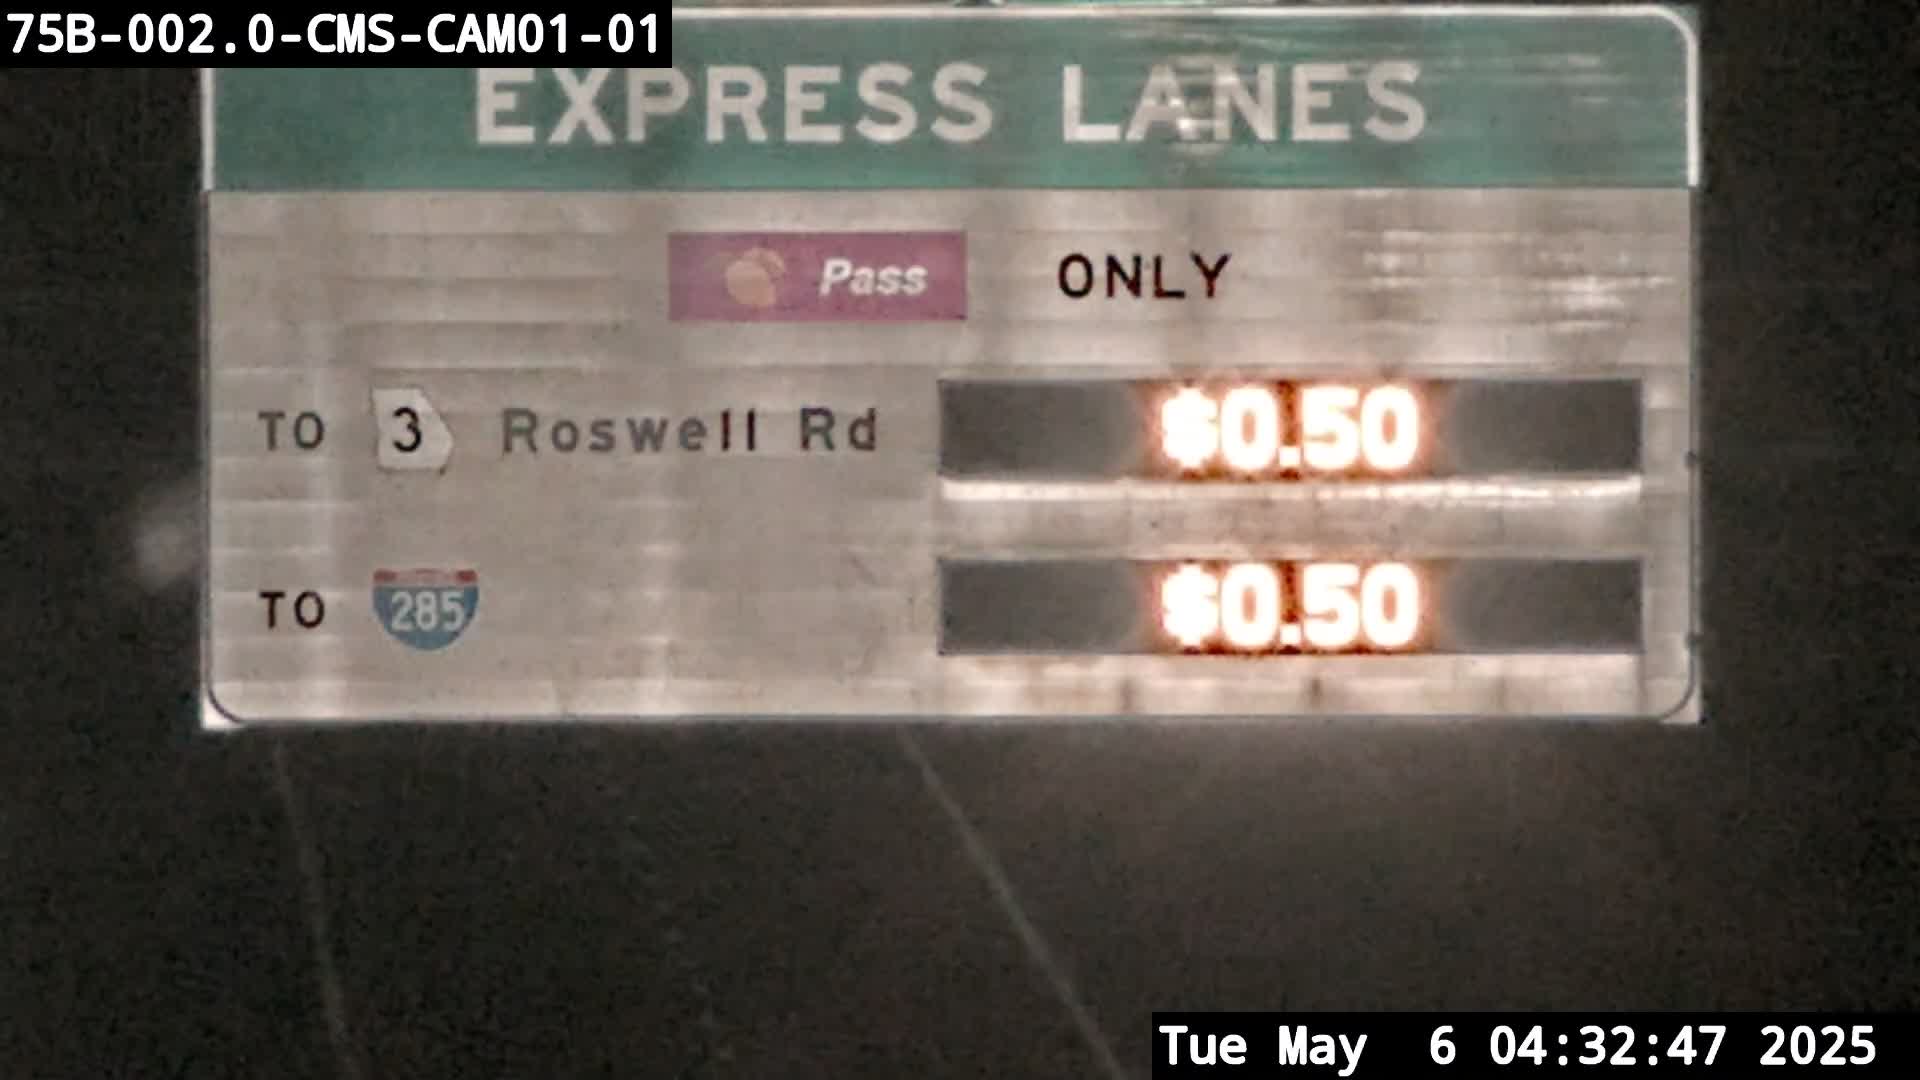 75B-002.0-CMS-CAM01-01
EXPRESS LANES
Pass ONLY
TO 3 Roswell Rd $0.50
TO 285 $0.50
Tue May 6 04:32:47 2025